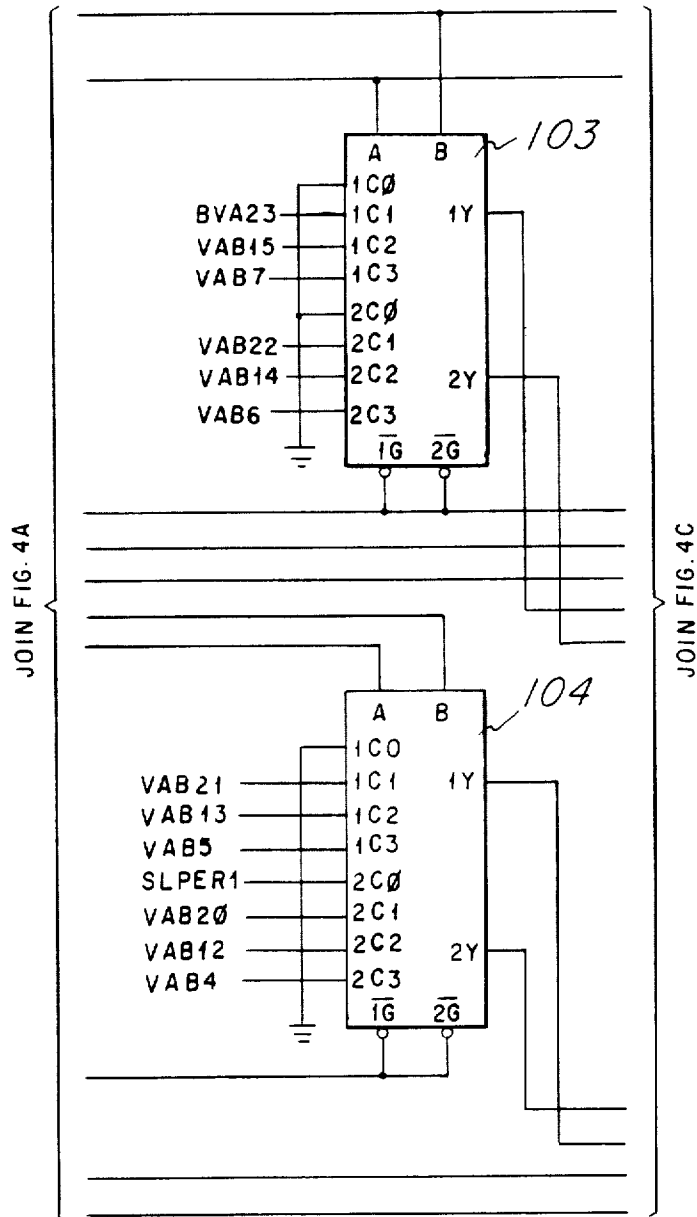 JOIN FIG. 4A
JOIN FIG. 4C
103
A B
1CØ
BVA23 1C1 1Y
VAB15 1C2
VAB7 1C3
2CØ
VAB22 2C1
VAB14 2C2 2Y
VAB6 2C3
1G 2G
104
A B
1C0
VAB21 1C1 1Y
VAB13 1C2
VAB5 1C3
SLPER1 2CØ
VAB2Ø 2C1
VAB12 2C2 2Y
VAB4 2C3
1G 2G